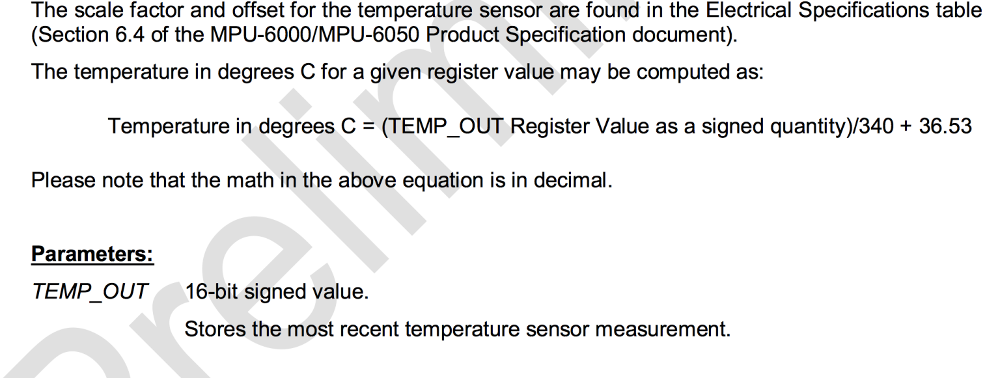 The scale factor and offset for the temperature sensor are found in the Electrical Specifications table
(Section 6.4 of the MPU-6000/MPU-6050 Product Specification document).
The temperature in degrees C for a given register value may be computed as:
Temperature in degrees C = (TEMP_OUT Register Value as a signed quantity)/340 + 36.53
Please note that the math in the above equation is in decimal.
Parameters:
TEMP_OUT 16-bit signed value.
Stores the most recent temperature sensor measurement.
Prelim